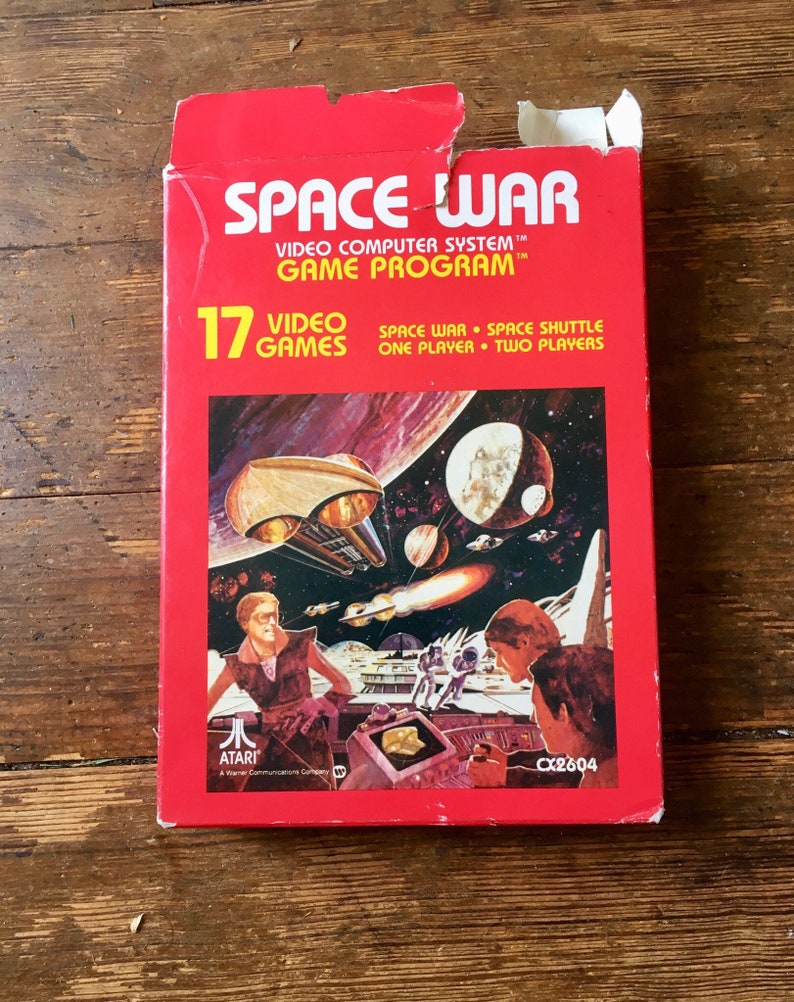 SPACE WAR
VIDEO COMPUTER SYSTEM™
GAME PROGRAM™
17 VIDEO GAMES
SPACE WAR • SPACE SHUTTLE
ONE PLAYER • TWO PLAYERS
ATARI®
A Warner Communications Company
CX2604